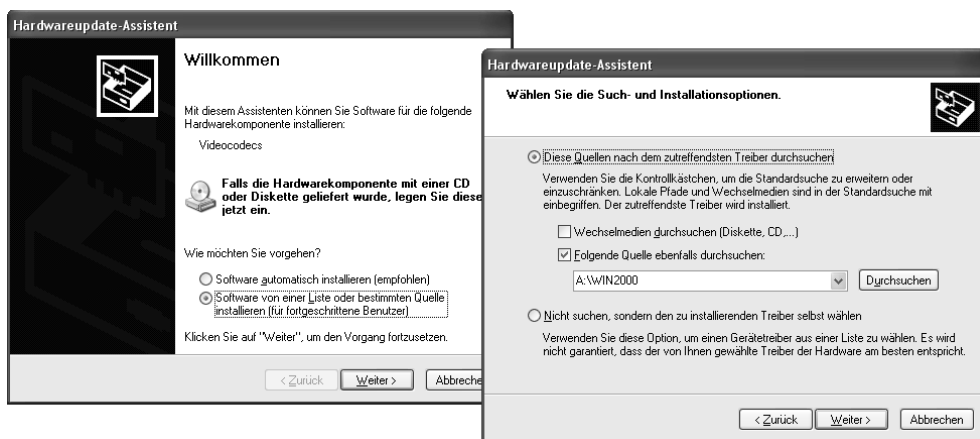 Hardwareupdate-Assistent
Willkommen
Mit diesem Assistenten können Sie Software für die folgende
Hardwarekomponente installieren:
Videocodecs
Falls die Hardwarekomponente mit einer CD
oder Diskette geliefert wurde, legen Sie diese
jetzt ein.
Wie möchten Sie vorgehen?
Software automatisch installieren (empfohlen)
Software von einer Liste oder bestimmten Quelle
installieren (für fortgeschrittene Benutzer)
Klicken Sie auf "Weiter", um den Vorgang fortzusetzen.
< Zurück Weiter > Abbreche
Hardwareupdate-Assistent
Wählen Sie die Such- und Installationsoptionen.
Diese Quellen nach dem zutreffendsten Treiber durchsuchen
Verwenden Sie die Kontrollkästchen, um die Standardsuche zu erweitern oder
einzuschränken. Lokale Pfade und Wechselmedien sind in der Standardsuche mit
einbegriffen. Der zutreffendste Treiber wird installiert.
Wechselmedien durchsuchen (Diskette, CD,...)
Folgende Quelle ebenfalls durchsuchen:
A:\WIN2000 Durchsuchen
Nicht suchen, sondern den zu installierenden Treiber selbst wählen
Verwenden Sie diese Option, um einen Gerätetreiber aus einer Liste zu wählen. Es wird
nicht garantiert, dass der von Ihnen gewählte Treiber der Hardware am besten entspricht.
< Zurück Weiter > Abbrechen